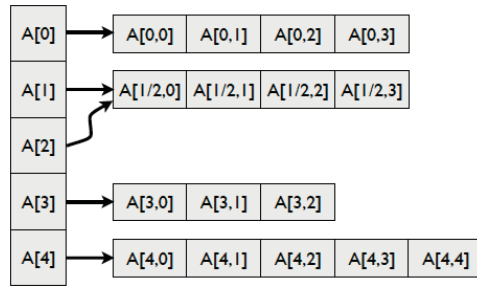 A[0] A[0,0] A[0,1] A[0,2] A[0,3]
A[1] A[1/2,0] A[1/2,1] A[1/2,2] A[1/2,3]
A[2]
A[3] A[3,0] A[3,1] A[3,2]
A[4] A[4,0] A[4,1] A[4,2] A[4,3] A[4,4]